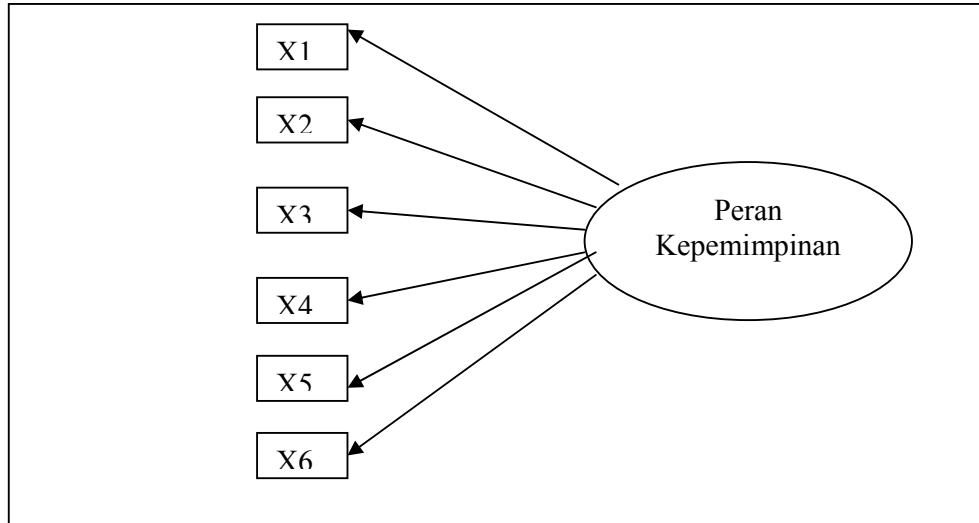 X1
X2
X3
X4
X5
X6
Peran
Kepemimpinan